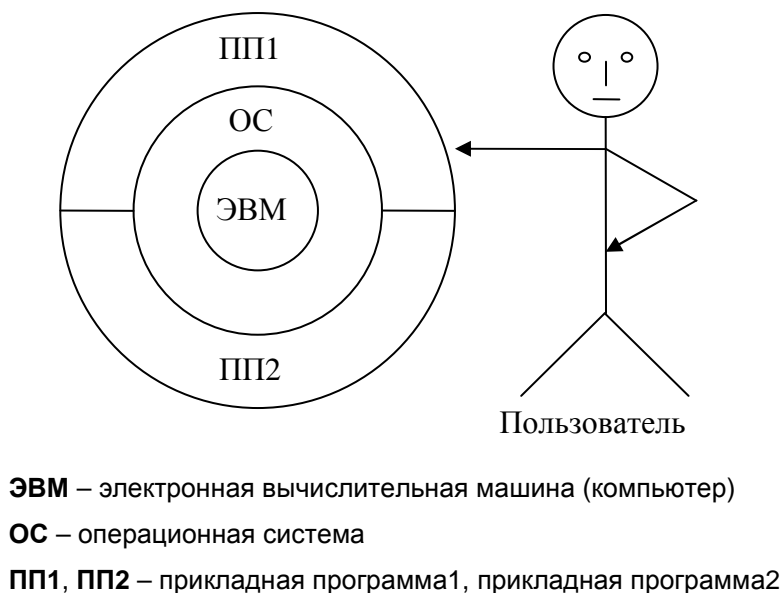 ПП1
ОС
ЭВМ
ПП2
Пользователь
ЭВМ – электронная вычислительная машина (компьютер)
ОС – операционная система
ПП1, ПП2 – прикладная программа1, прикладная программа2